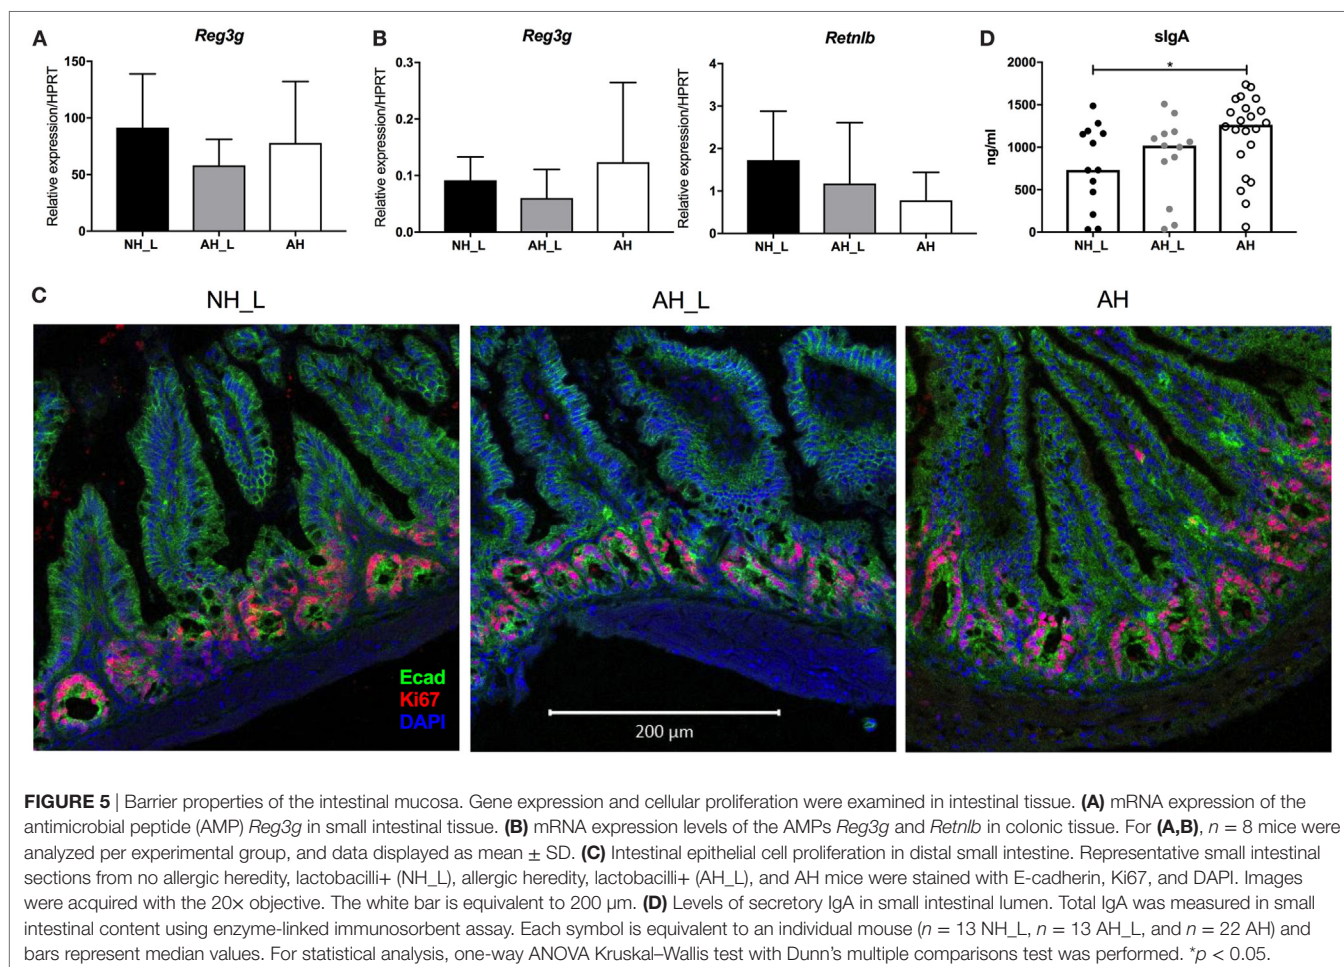 A
Reg3g
Relative expression/HPRT
150
100
50
0
NH_L
AH_L
AH
B
Reg3g
Relative expression/HPRT
0.3
0.2
0.1
0.0
NH_L
AH_L
AH
Retnlb
Relative expression/HPRT
4
3
2
1
0
NH_L
AH_L
AH
D
sIgA
*
ng/ml
2000
1500
1000
500
0
NH_L
AH_L
AH
C
NH_L
AH_L
AH
Ecad
Ki67
DAPI
200 µm
FIGURE 5 | Barrier properties of the intestinal mucosa. Gene expression and cellular proliferation were examined in intestinal tissue. (A) mRNA expression of the
antimicrobial peptide (AMP) Reg3g in small intestinal tissue. (B) mRNA expression levels of the AMPs Reg3g and Retnlb in colonic tissue. For (A,B), n = 8 mice were
analyzed per experimental group, and data displayed as mean ± SD. (C) Intestinal epithelial cell proliferation in distal small intestine. Representative small intestinal
sections from no allergic heredity, lactobacilli+ (NH_L), allergic heredity, lactobacilli+ (AH_L), and AH mice were stained with E-cadherin, Ki67, and DAPI. Images
were acquired with the 20× objective. The white bar is equivalent to 200 µm. (D) Levels of secretory IgA in small intestinal lumen. Total IgA was measured in small
intestinal content using enzyme-linked immunosorbent assay. Each symbol is equivalent to an individual mouse (n = 13 NH_L, n = 13 AH_L, and n = 22 AH) and
bars represent median values. For statistical analysis, one-way ANOVA Kruskal–Wallis test with Dunn's multiple comparisons test was performed. *p < 0.05.